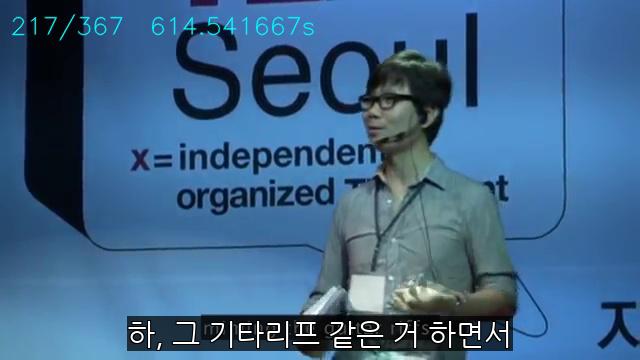 217/367 614.541667s
Seoul
x=independen
organized T
nt
하, 그 기타리프 같은 거 하면서